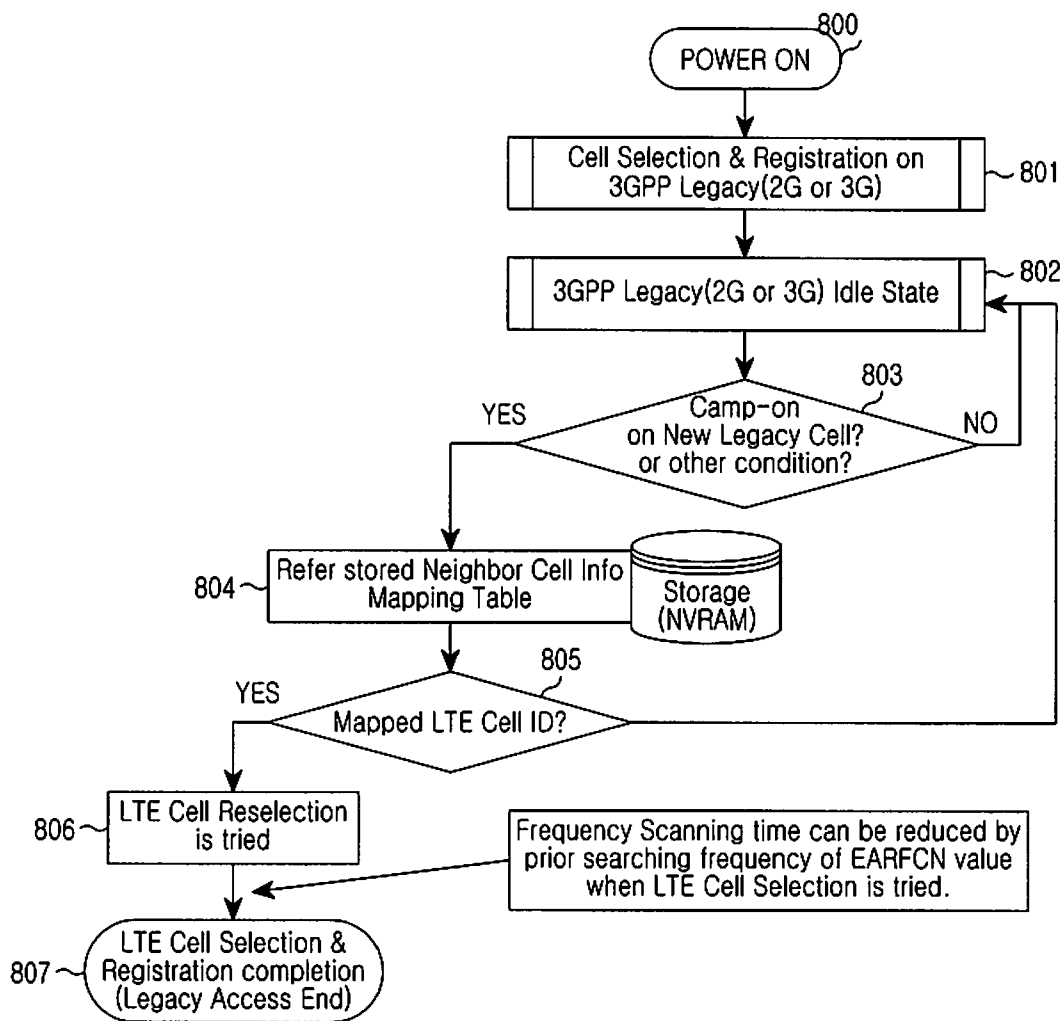 800
POWER ON
Cell Selection & Registration on
3GPP Legacy(2G or 3G)
801
802
3GPP Legacy(2G or 3G) Idle State
803
YES
Camp-on
on New Legacy Cell?
or other condition?
NO
804
Refer stored Neighbor Cell Info
Mapping Table
Storage
(NVRAM)
805
YES
Mapped LTE Cell ID?
806
LTE Cell Reselection
is tried
Frequency Scanning time can be reduced by
prior searching frequency of EARFCN value
when LTE Cell Selection is tried.
807
LTE Cell Selection &
Registration completion
(Legacy Access End)